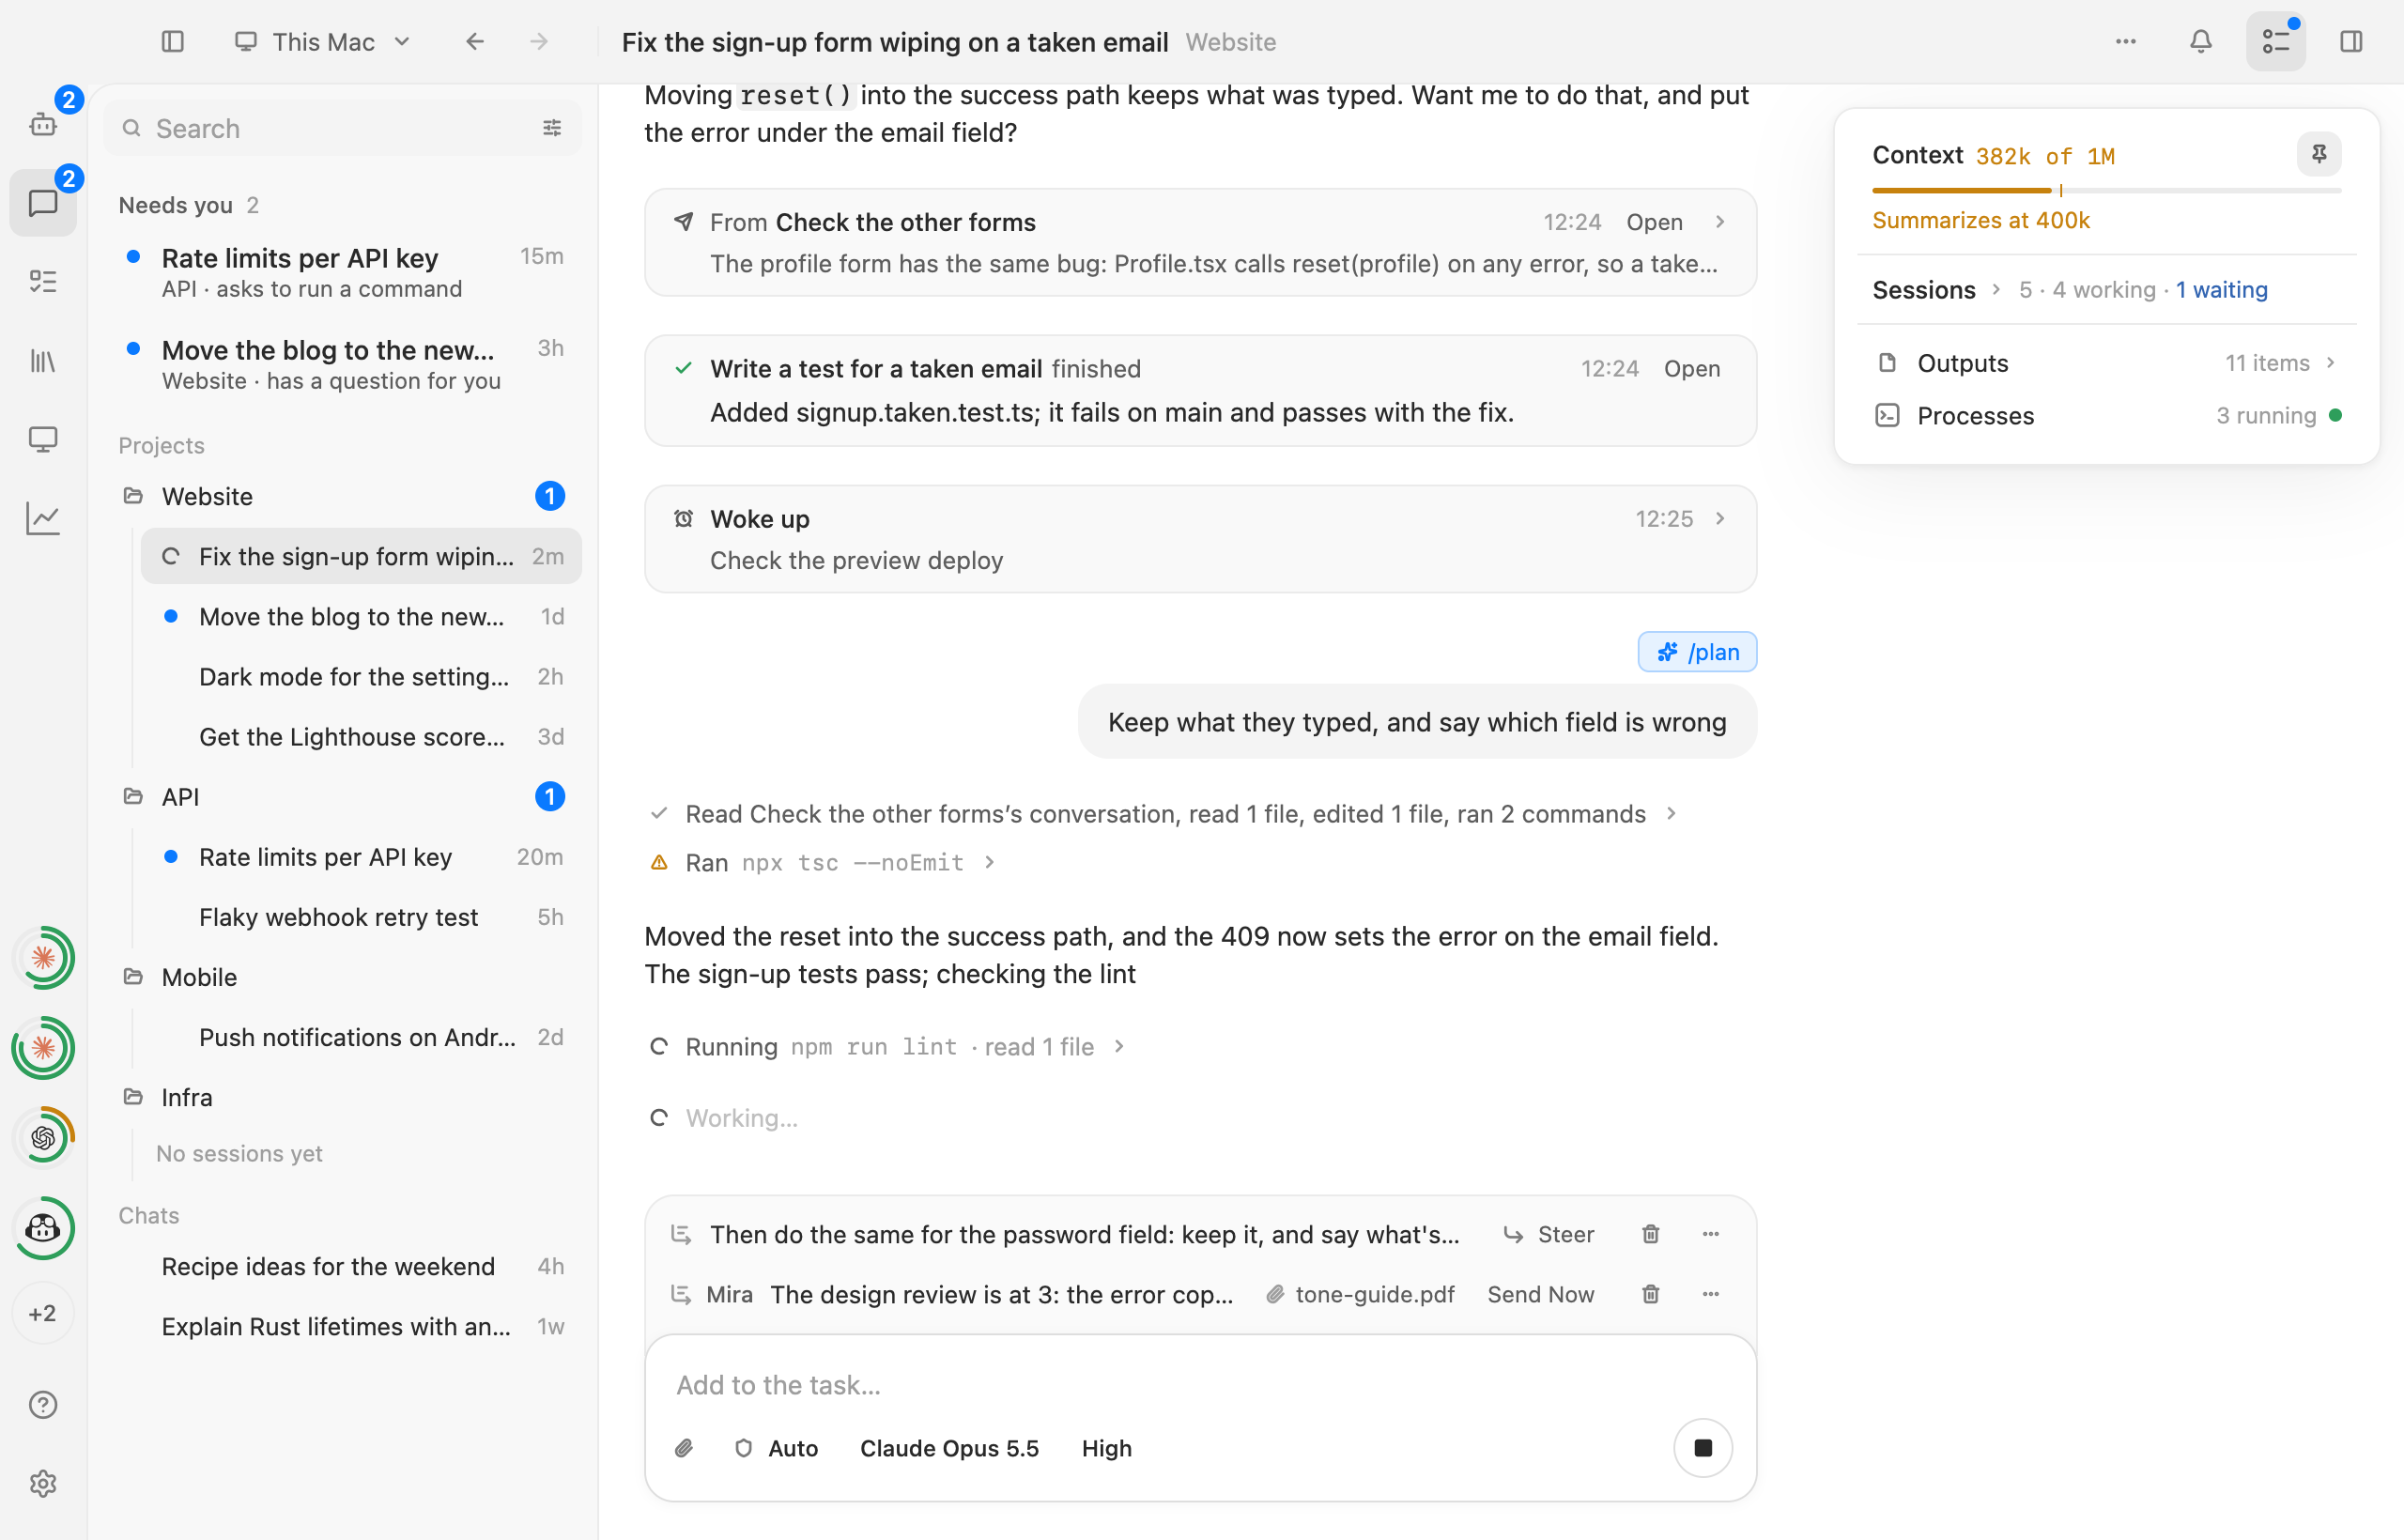 This Mac
Fix the sign-up form wiping on a taken email Website
2
2
+2
Search
Needs you 2
Rate limits per API key 15m
API · asks to run a command
Move the blog to the new... 3h
Website · has a question for you
Projects
Website 1
Fix the sign-up form wipin... 2m
Move the blog to the new... 1d
Dark mode for the setting... 2h
Get the Lighthouse score... 3d
API 1
Rate limits per API key 20m
Flaky webhook retry test 5h
Mobile
Push notifications on Andr... 2d
Infra
No sessions yet
Chats
Recipe ideas for the weekend 4h
Explain Rust lifetimes with an... 1w
Moving reset() into the success path keeps what was typed. Want me to do that, and put
the error under the email field?
From Check the other forms 12:24 Open
The profile form has the same bug: Profile.tsx calls reset(profile) on any error, so a take...
Write a test for a taken email finished 12:24 Open
Added signup.taken.test.ts; it fails on main and passes with the fix.
Woke up 12:25
Check the preview deploy
/plan
Keep what they typed, and say which field is wrong
Read Check the other forms’s conversation, read 1 file, edited 1 file, ran 2 commands
Ran npx tsc --noEmit
Moved the reset into the success path, and the 409 now sets the error on the email field.
The sign-up tests pass; checking the lint
Running npm run lint · read 1 file
Working...
Then do the same for the password field: keep it, and say what's... Steer
Mira The design review is at 3: the error cop... tone-guide.pdf Send Now
Add to the task...
Auto Claude Opus 5.5 High
Context 382k of 1M
Summarizes at 400k
Sessions 5 · 4 working · 1 waiting
Outputs 11 items
Processes 3 running